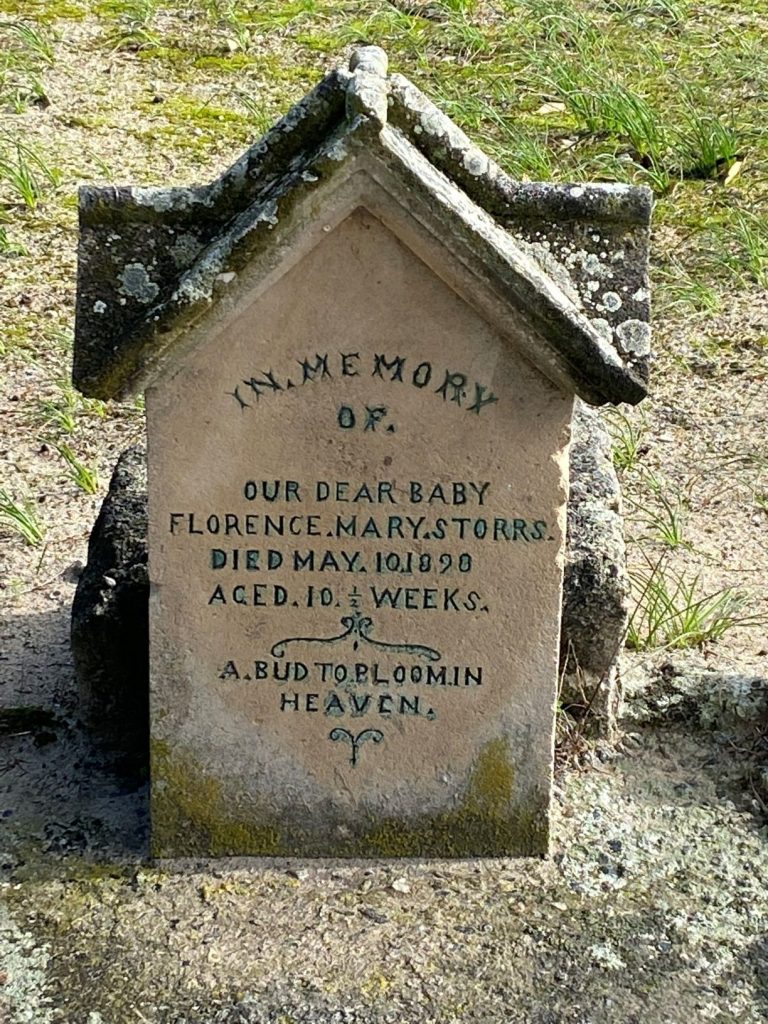 IN. MEMORY
OF.
OUR DEAR BABY
FLORENCE. MARY. STORRS.
DIED MAY. 10. 1898
AGED. 10. ½ WEEKS.
A. BUD TO. BLOOM. IN
HEAVEN.